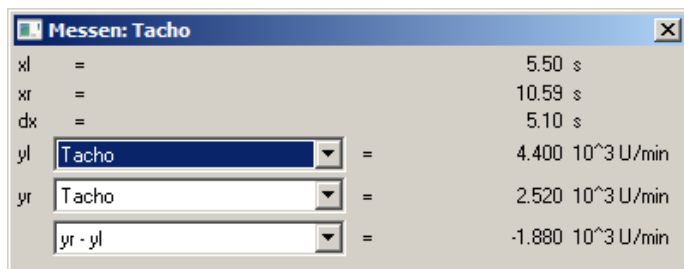 Messen: Tacho
xl = 5.50 s
xr = 10.59 s
dx = 5.10 s
yl Tacho = 4.400 10^3 U/min
yr Tacho = 2.520 10^3 U/min
yr - yl = -1.880 10^3 U/min